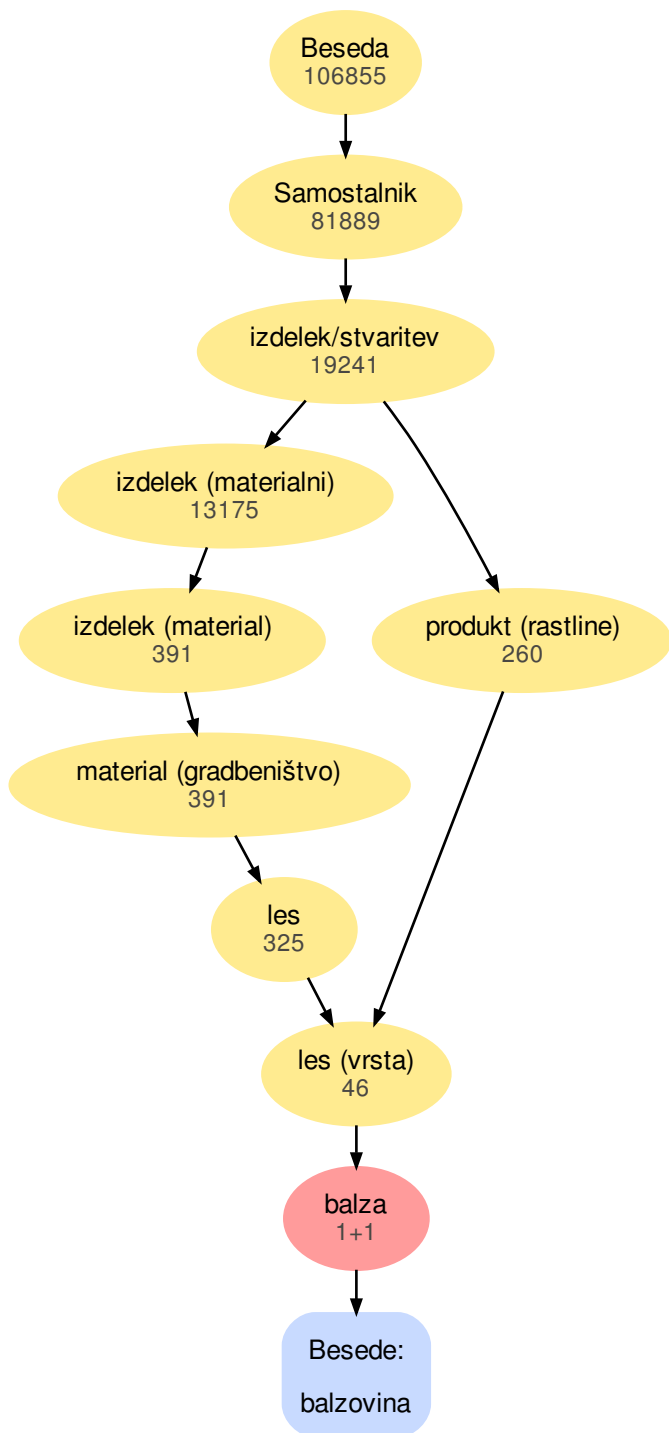 Beseda
106855
Samostalnik
81889
izdelek/stvaritev
19241
izdelek (materialni)
13175
izdelek (material)
391
produkt (rastline)
260
material (gradbeništvo)
391
les
325
les (vrsta)
46
balza
1+1
Besede:
balzovina